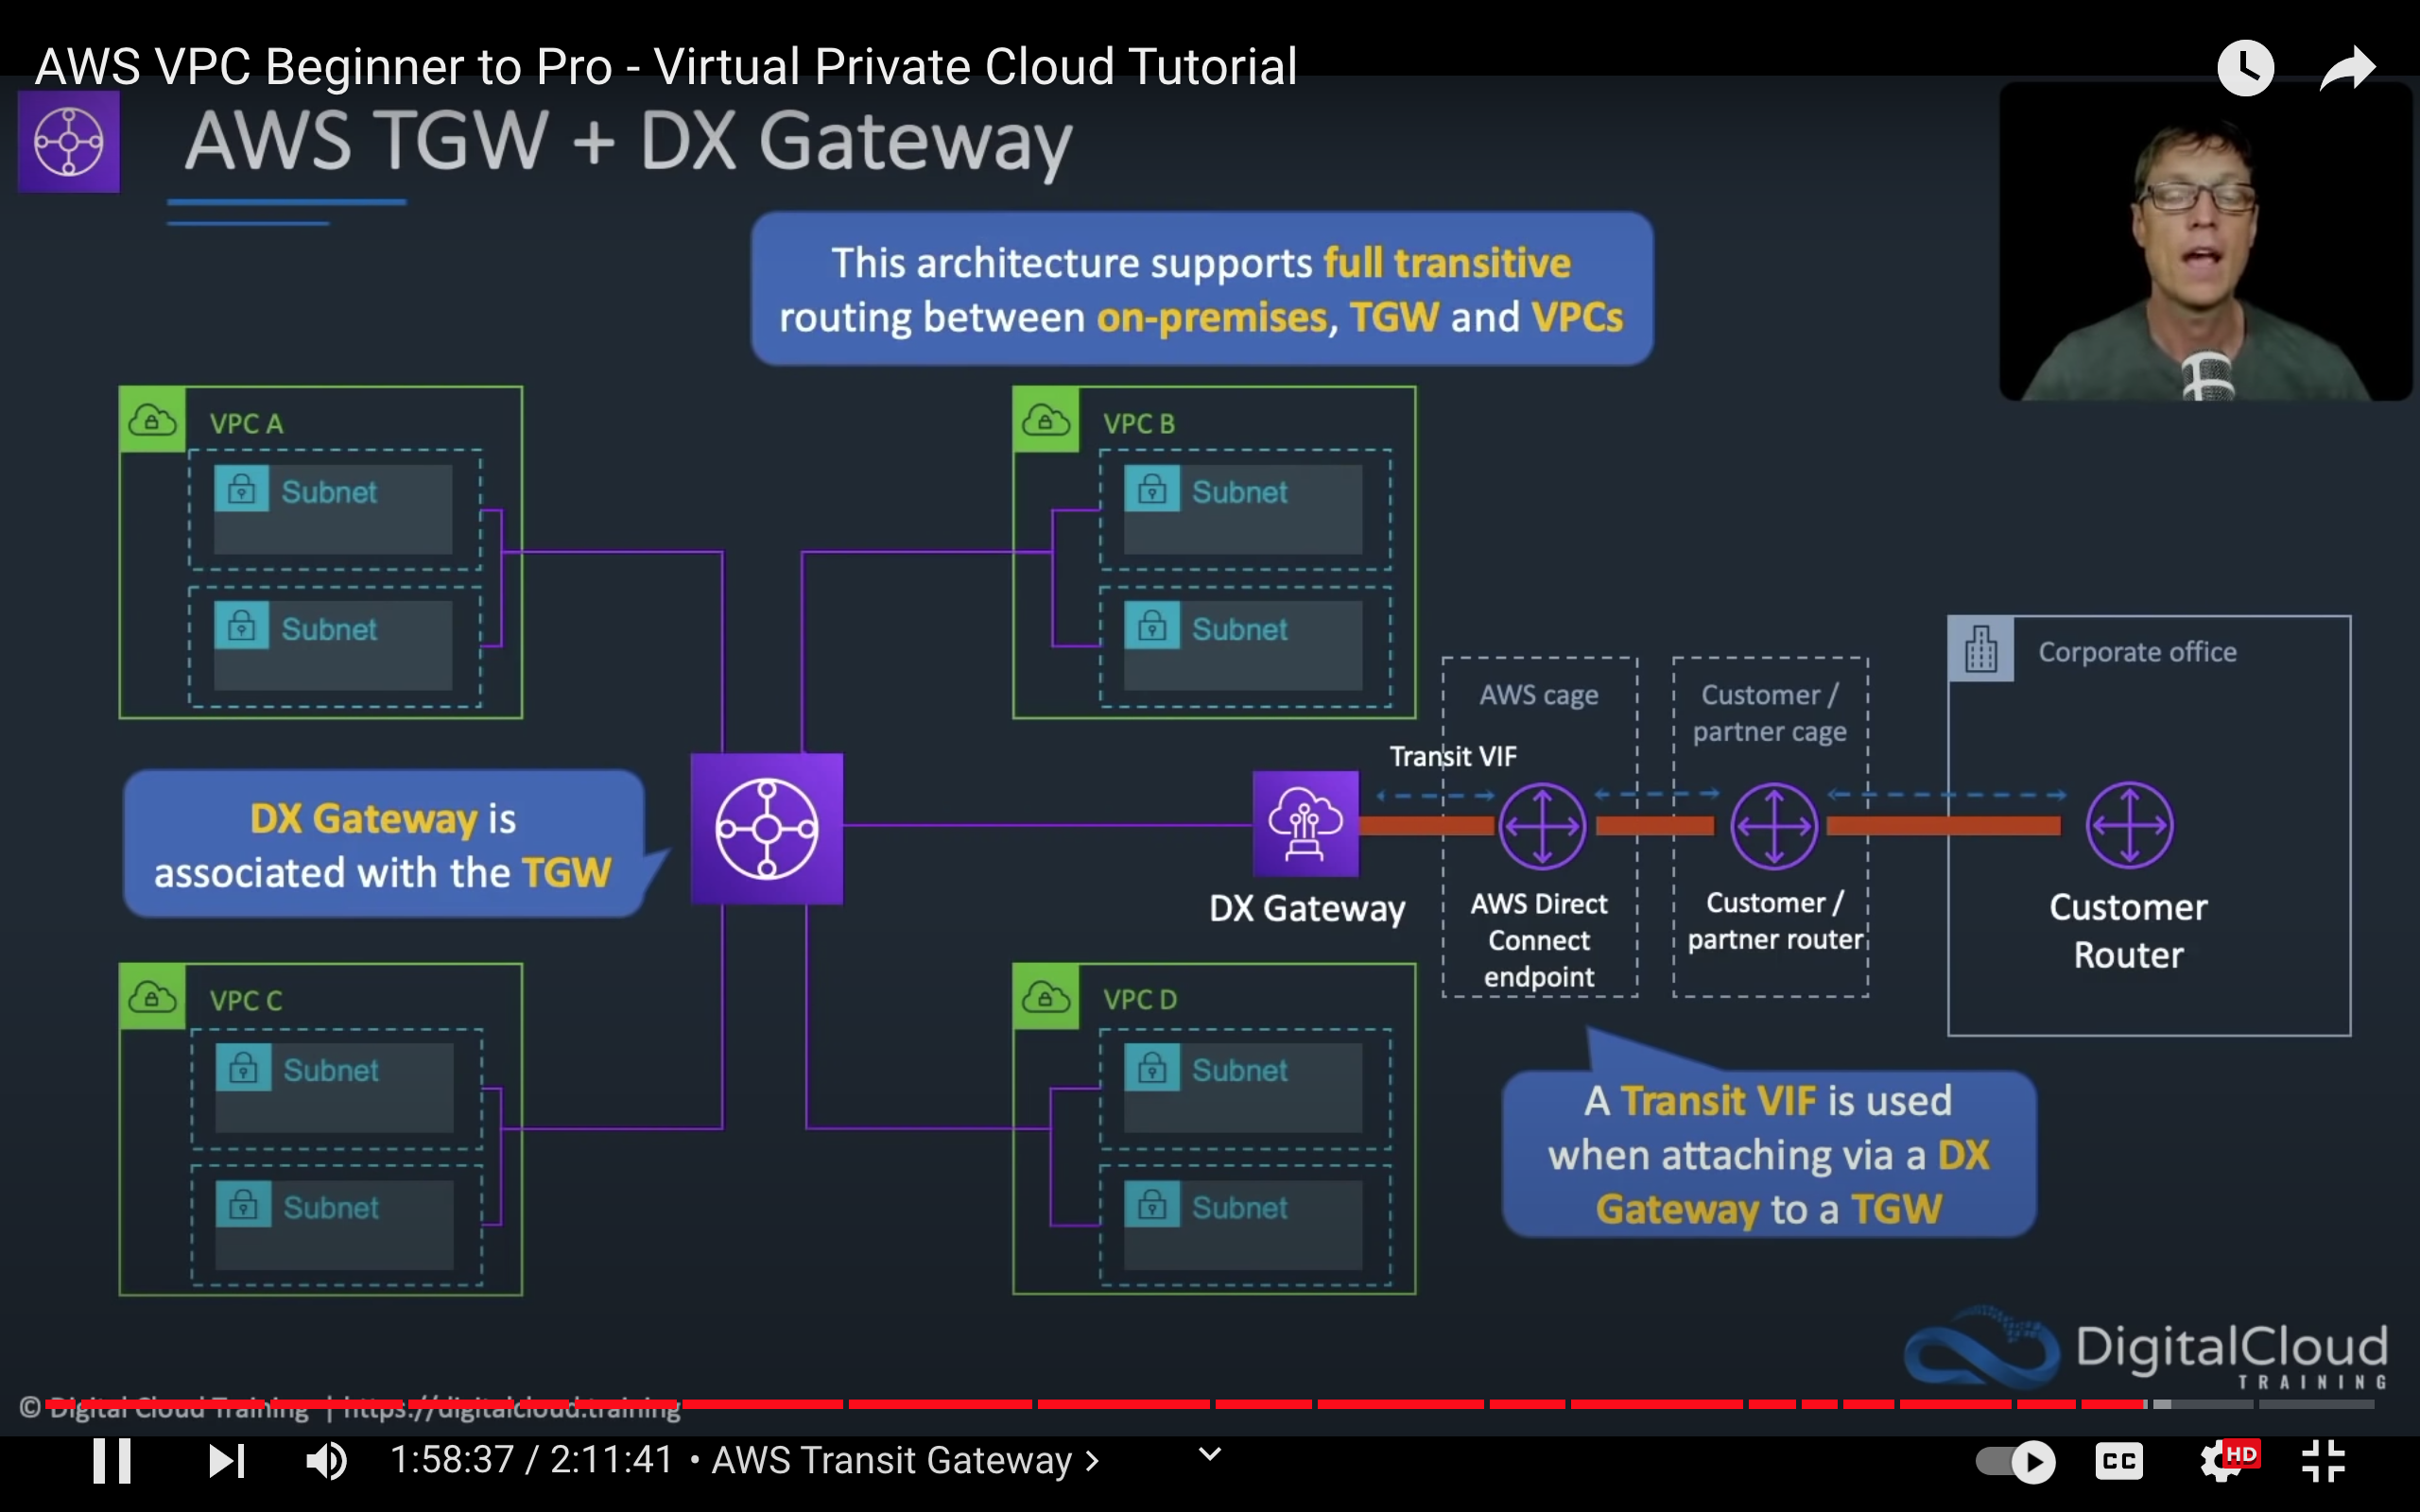 AWS VPC Beginner to Pro - Virtual Private Cloud Tutorial
AWS TGW + DX Gateway
This architecture supports full transitive
routing between on-premises, TGW and VPCs
VPC A
Subnet
Subnet
VPC B
Subnet
Subnet
Corporate office
AWS cage
Customer /
partner cage
Transit VIF
DX Gateway is
associated with the TGW
DX Gateway
AWS Direct
Connect
endpoint
Customer /
partner router
Customer
Router
VPC C
Subnet
Subnet
VPC D
Subnet
Subnet
A Transit VIF is used
when attaching via a DX
Gateway to a TGW
DigitalCloud
TRAINING
© Digital Cloud Training | https://digitalcloud.training
1:58:37 / 2:11:41 • AWS Transit Gateway
CC
HD